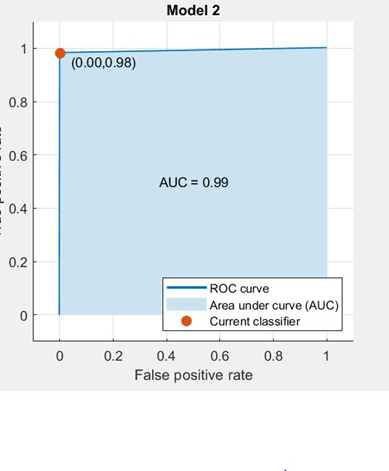 Model 2
1
(0.00,0.98)
0.8
0.6
AUC = 0.99
0.4
0.2
ROC curve
Area under curve (AUC)
0
Current classifier
0 0.2 0.4 0.6 0.8 1
False positive rate